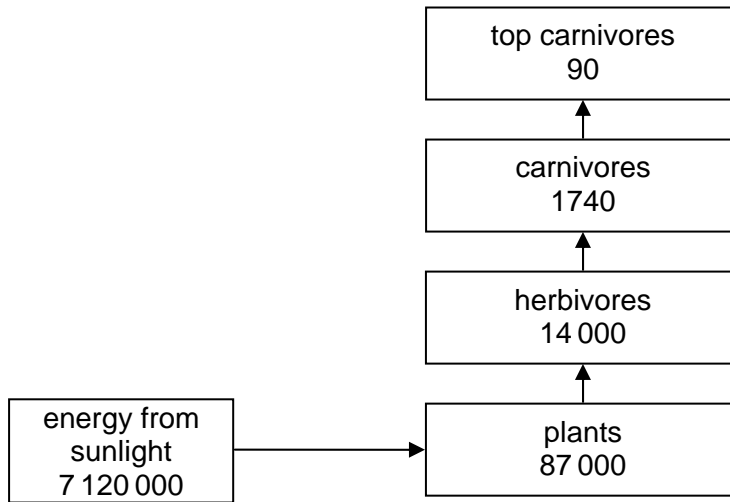 top carnivores
90
carnivores
1740
herbivores
14 000
energy from
sunlight
7 120 000
plants
87 000